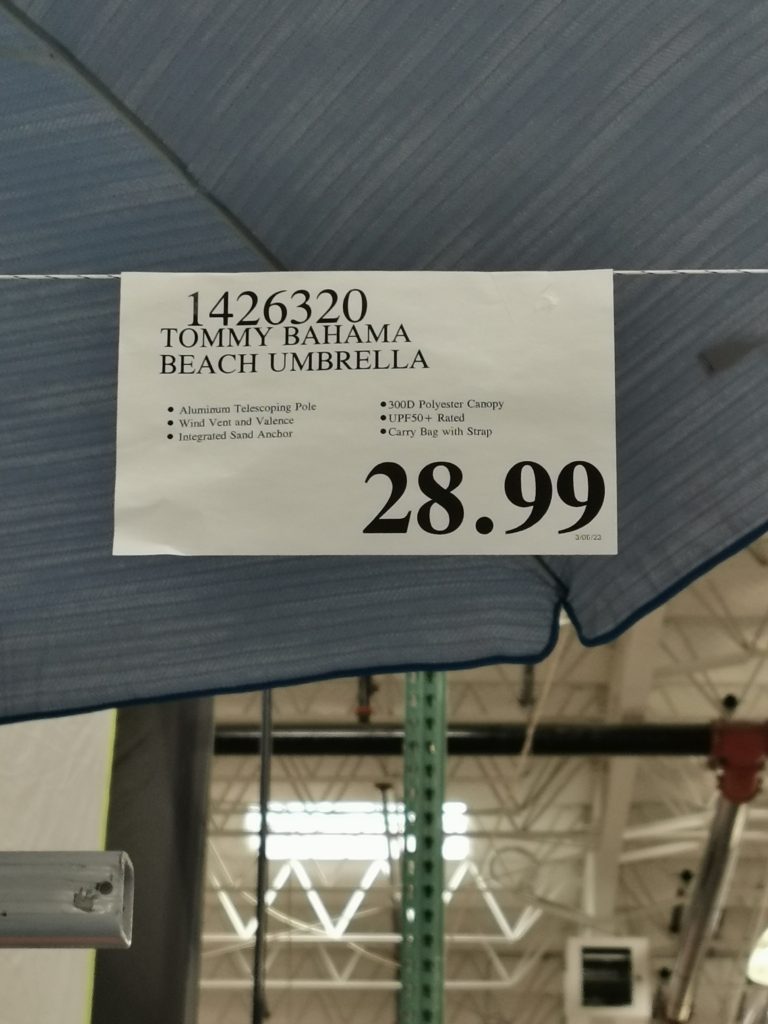 1426320
TOMMY BAHAMA
BEACH UMBRELLA
● Aluminum Telescoping Pole
● Wind Vent and Valence
● Integrated Sand Anchor
● 300D Polyester Canopy
● UPF50+ Rated
● Carry Bag with Strap
28.99